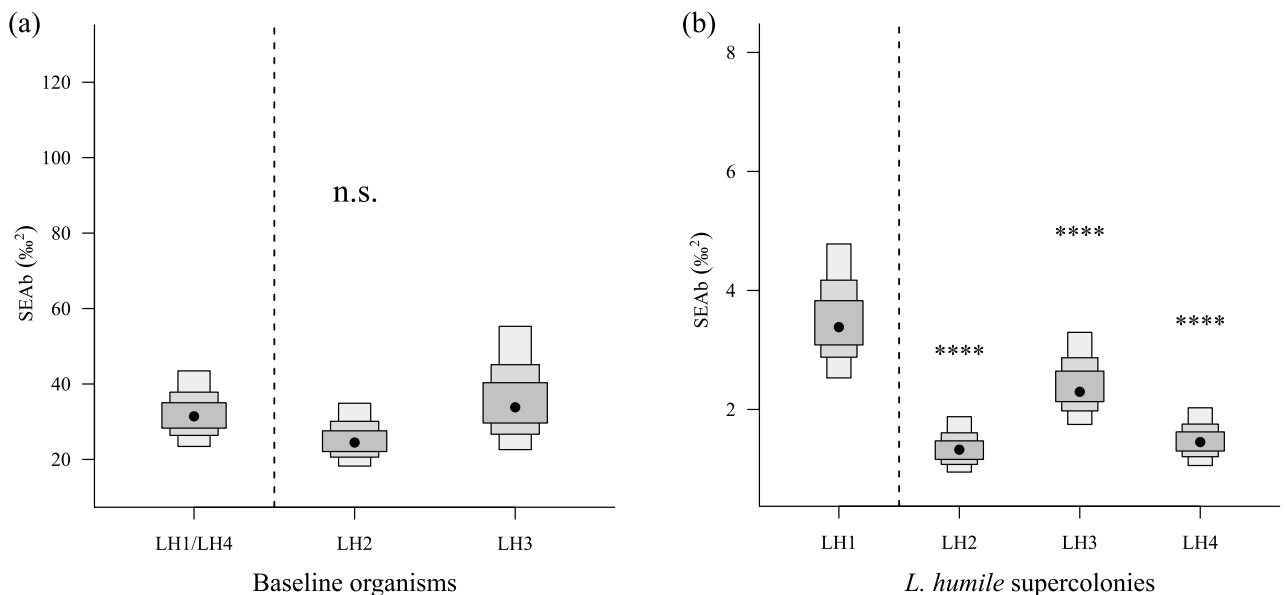 (a)
120
100
80
60
40
20
SEAb (‰²)
n.s.
LH1/LH4 LH2 LH3
Baseline organisms
(b)
8
6
4
2
SEAb (‰²)
****
****
****
LH1 LH2 LH3 LH4
L. humile supercolonies